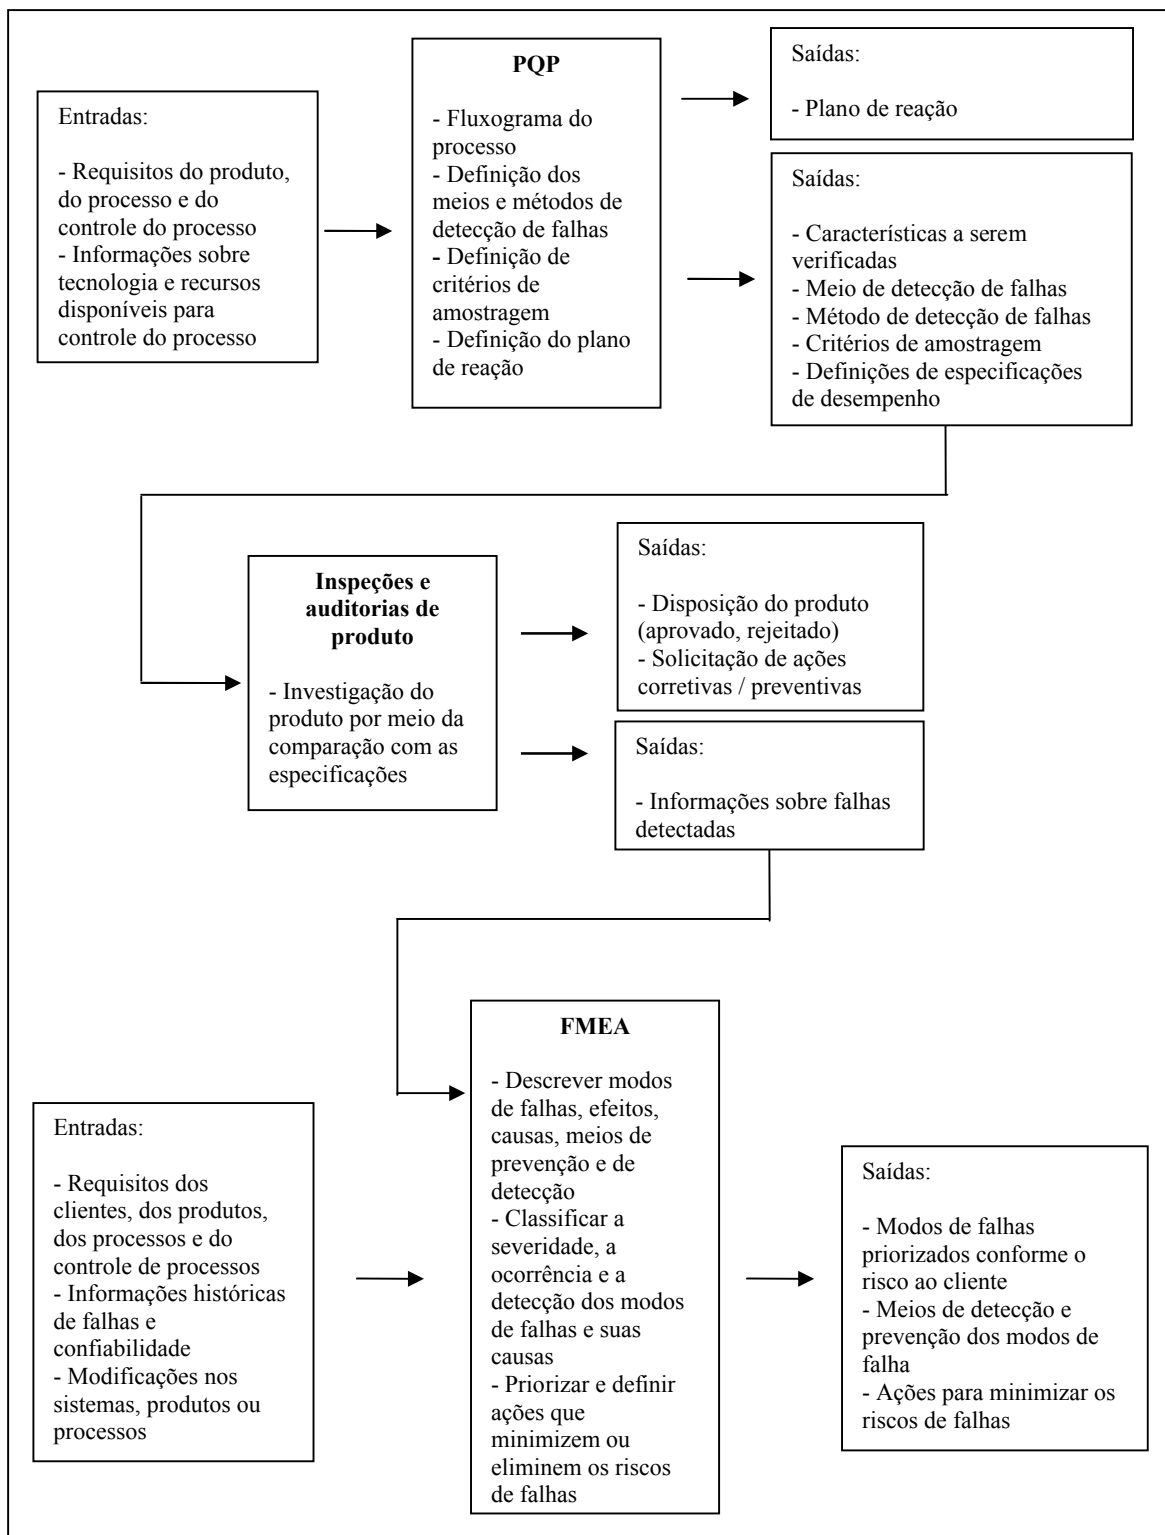 Entradas:
- Requisitos do produto,
do processo e do
controle do processo
- Informações sobre
tecnologia e recursos
disponíveis para
controle do processo
PQP
- Fluxograma do
processo
- Definição dos
meios e métodos de
detecção de falhas
- Definição de
critérios de
amostragem
- Definição do plano
de reação
Saídas:
- Plano de reação
Saídas:
- Características a serem
verificadas
- Meio de detecção de falhas
- Método de detecção de falhas
- Critérios de amostragem
- Definições de especificações
de desempenho
Inspeções e
auditorias de
produto
- Investigação do
produto por meio da
comparação com as
especificações
Saídas:
- Disposição do produto
(aprovado, rejeitado)
- Solicitação de ações
corretivas / preventivas
Saídas:
- Informações sobre falhas
detectadas
Entradas:
- Requisitos dos
clientes, dos produtos,
dos processos e do
controle de processos
- Informações históricas
de falhas e
confiabilidade
- Modificações nos
sistemas, produtos ou
processos
FMEA
- Descrever modos
de falhas, efeitos,
causas, meios de
prevenção e de
detecção
- Classificar a
severidade, a
ocorrência e a
detecção dos modos
de falhas e suas
causas
- Priorizar e definir
ações que
minimizem ou
eliminem os riscos
de falhas
Saídas:
- Modos de falhas
priorizados conforme o
risco ao cliente
- Meios de detecção e
prevenção dos modos de
falha
- Ações para minimizar os
riscos de falhas